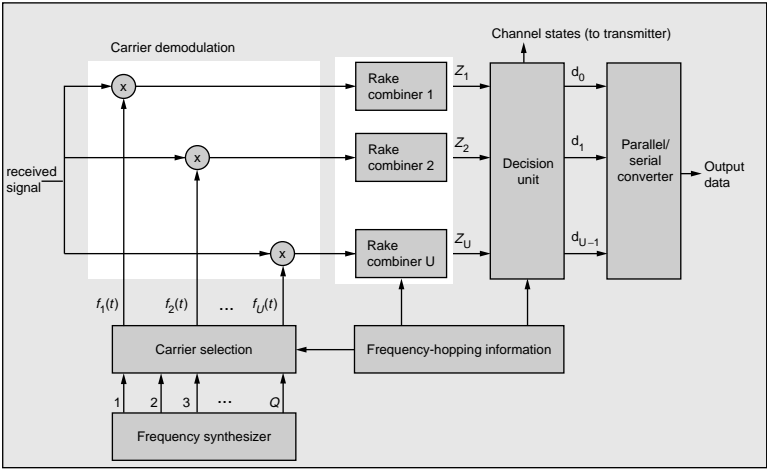 Channel states (to transmitter)
Carrier demodulation
x
Rake
combiner 1
Z1
d0
x
Rake
combiner 2
Z2
d1
received
signal
Decision
unit
Parallel/
serial
converter
Output
data
x
Rake
combiner U
ZU
dU–1
f1(t) f2(t) ... fU(t)
Carrier selection
Frequency-hopping information
1 2 3 ... Q
Frequency synthesizer